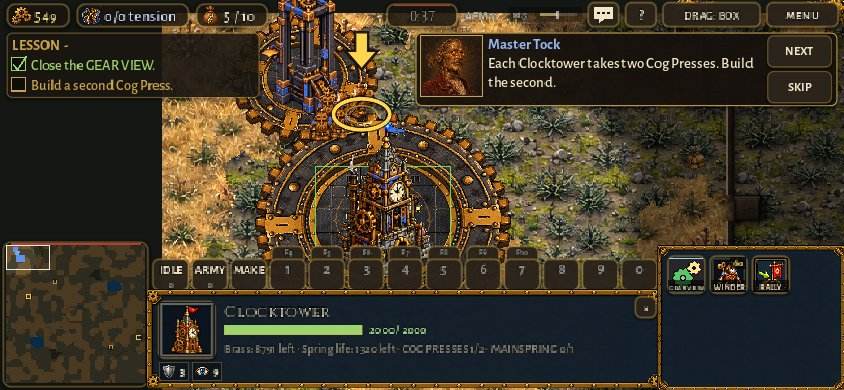 549
0/0 tension
5 / 10
0:37
?
DRAG: BOX
MENU
LESSON -
Close the GEAR VIEW.
Build a second Cog Press.
Master Tock
Each Clocktower takes two Cog Presses. Build
the second.
NEXT
SKIP
IDLE
ARMY
MAKE
1
2
3
4
5
6
7
8
9
0
CLOCKTOWER
2000/ 2000
Brass: 8791 left · Spring life: 1320 left · COG PRESSES 1/2 · MAINSPRING 0/1
3
9
WINDER
RALLY